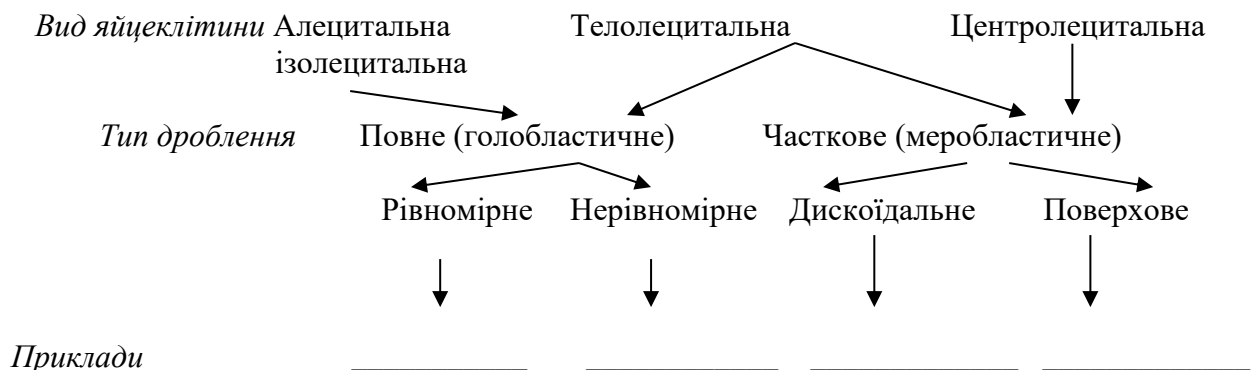 Вид яйцеклітини Алецитальна Телолецитальна Центролецитальна
ізолецитальна
Тип дроблення Повне (голобластичне) Часткове (меробластичне)
Рівномірне Нерівномірне Дискоїдальне Поверхове
Приклади